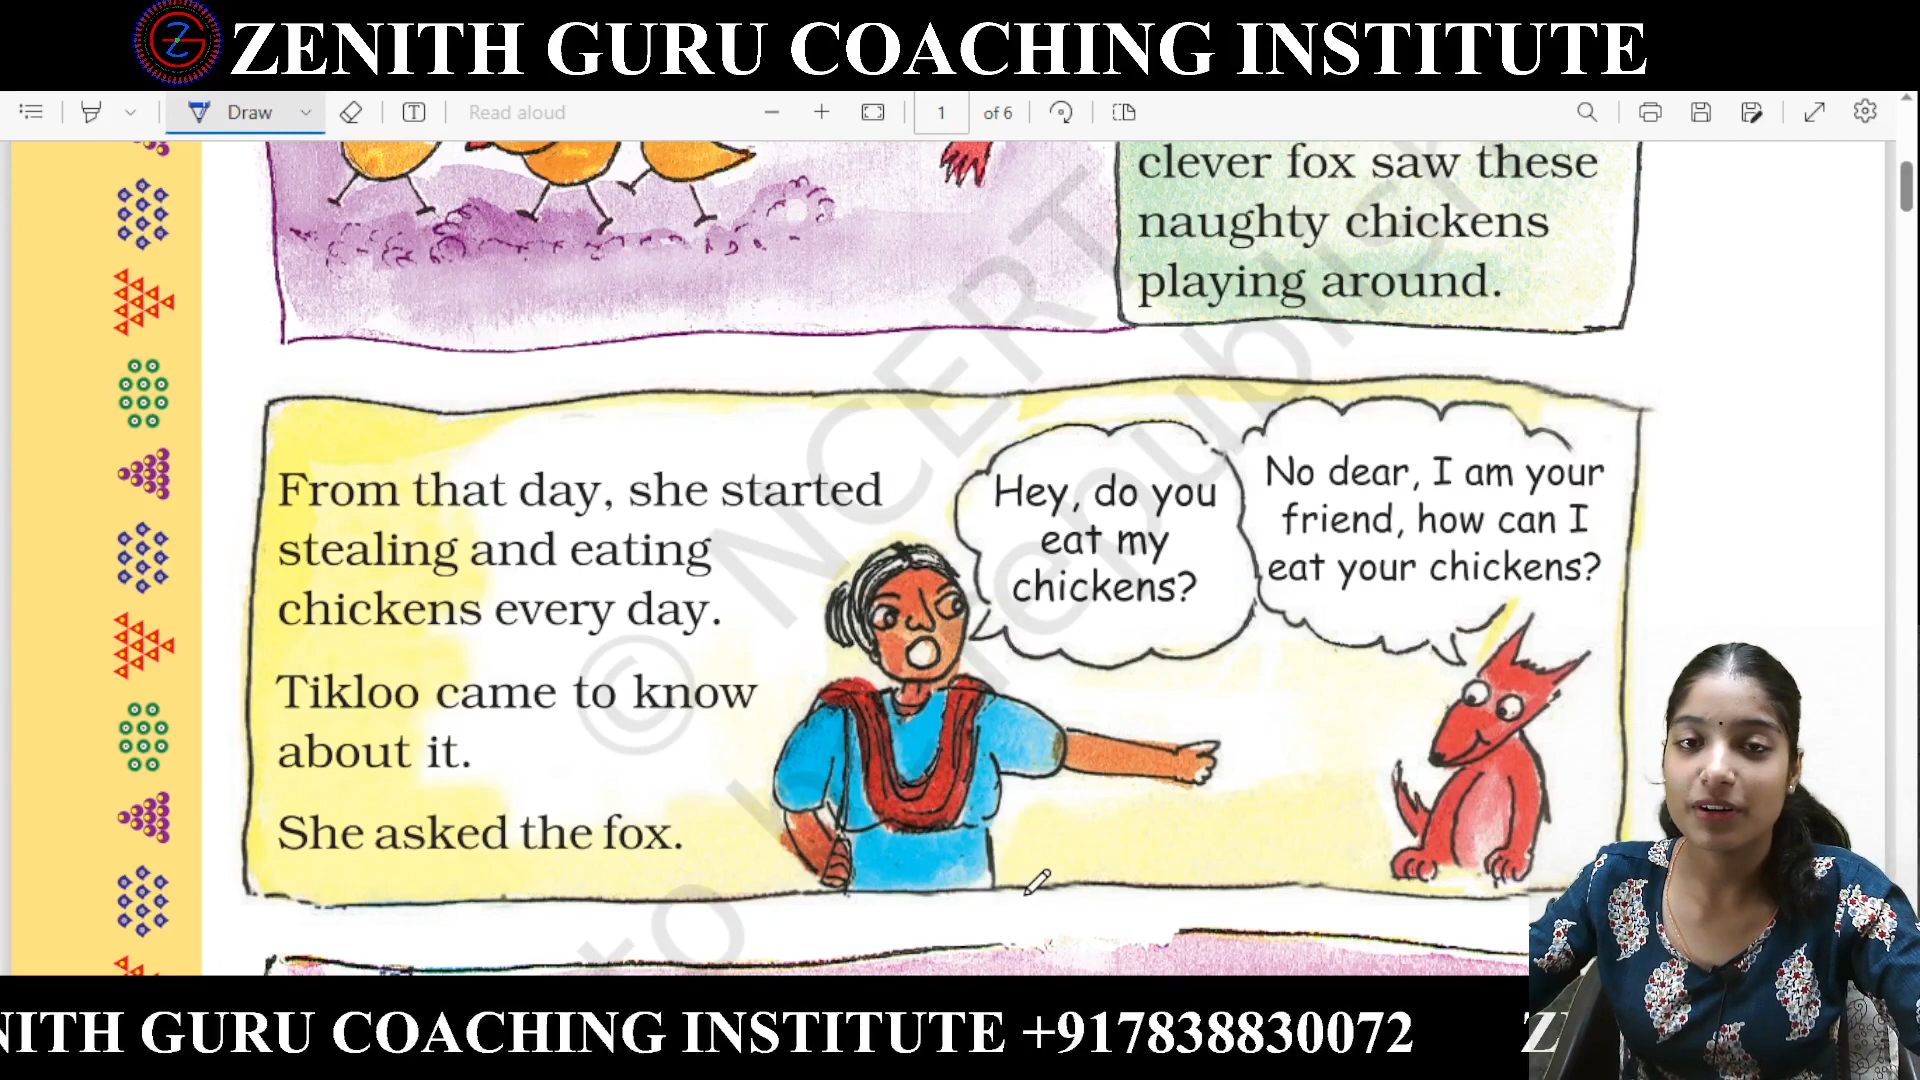 ZENITH GURU COACHING INSTITUTE
Draw
Read aloud
1 of 6
clever fox saw these
naughty chickens
playing around.
From that day, she started
stealing and eating
chickens every day.
Tikloo came to know
about it.
She asked the fox.
Hey, do you
eat my
chickens?
No dear, I am your
friend, how can I
eat your chickens?
© NCERT
republish
NITH GURU COACHING INSTITUTE +917838830072